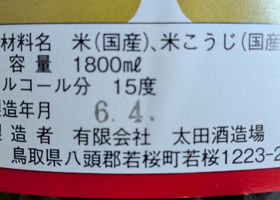 材料名 米(国産)、米こうじ(国産
容量 1800㎖
ルコール分 15度
製造年月 6.4.
製造者 有限会社 太田酒造場
鳥取県八頭郡若桜町若桜1223-2